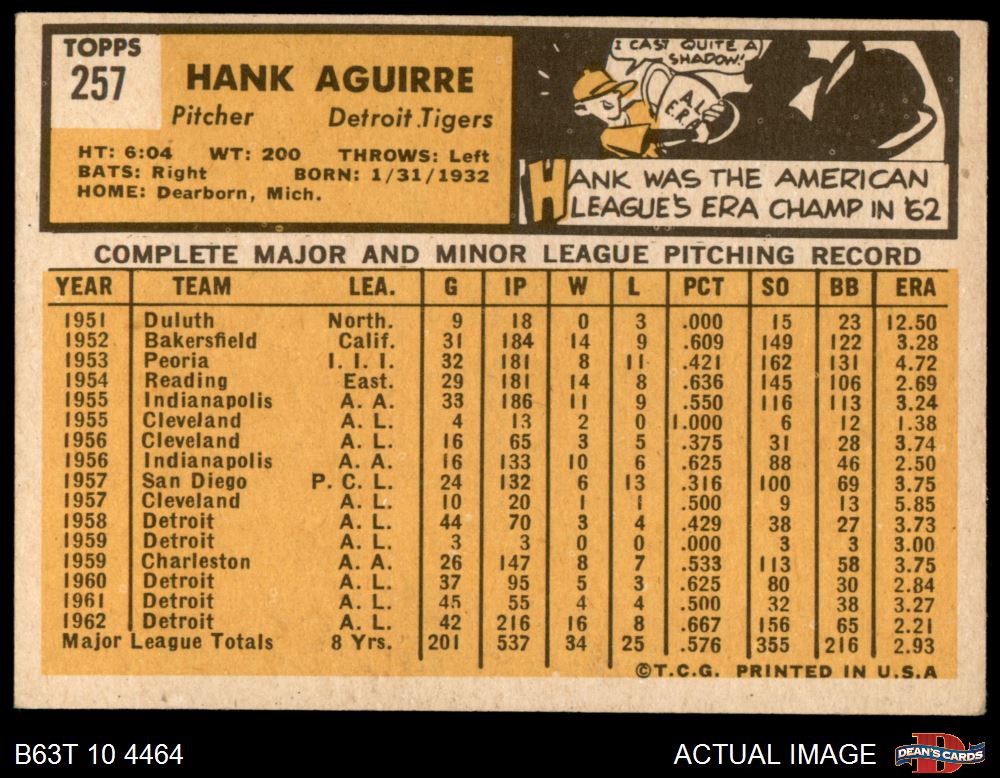 TOPPS
257
HANK AGUIRRE
Pitcher Detroit Tigers
HT: 6:04 WT: 200 THROWS: Left
BATS: Right BORN: 1/31/1932
HOME: Dearborn, Mich.
I CAST QUITE A
SHADOW!
A.L.
E.R.A.
HANK WAS THE AMERICAN
LEAGUE'S ERA CHAMP IN '62
COMPLETE MAJOR AND MINOR LEAGUE PITCHING RECORD
YEAR TEAM LEA. G IP W L PCT SO BB ERA
1951 Duluth North. 9 18 0 3 .000 15 23 12.50
1952 Bakersfield Calif. 31 184 14 9 .609 149 122 3.28
1953 Peoria I. I. I. 32 181 8 11 .421 162 131 4.72
1954 Reading East. 29 181 14 8 .636 145 106 2.69
1955 Indianapolis A. A. 33 186 11 9 .550 116 113 3.24
1955 Cleveland A. L. 4 13 2 0 1.000 6 12 1.38
1956 Cleveland A. L. 16 65 3 5 .375 31 28 3.74
1956 Indianapolis A. A. 16 133 10 6 .625 88 46 2.50
1957 San Diego P. C. L. 24 132 6 13 .316 100 69 3.75
1957 Cleveland A. L. 10 20 1 1 .500 9 13 5.85
1958 Detroit A. L. 44 70 3 4 .429 38 27 3.73
1959 Detroit A. L. 3 3 0 0 .000 3 3 3.00
1959 Charleston A. A. 26 147 8 7 .533 113 58 3.75
1960 Detroit A. L. 37 95 5 3 .625 80 30 2.84
1961 Detroit A. L. 45 55 4 4 .500 32 38 3.27
1962 Detroit A. L. 42 216 16 8 .667 156 65 2.21
Major League Totals 8 Yrs. 201 537 34 25 .576 355 216 2.93
©T.C.G. PRINTED IN U.S.A
B63T 10 4464
ACTUAL IMAGE
DEAN'S CARDS